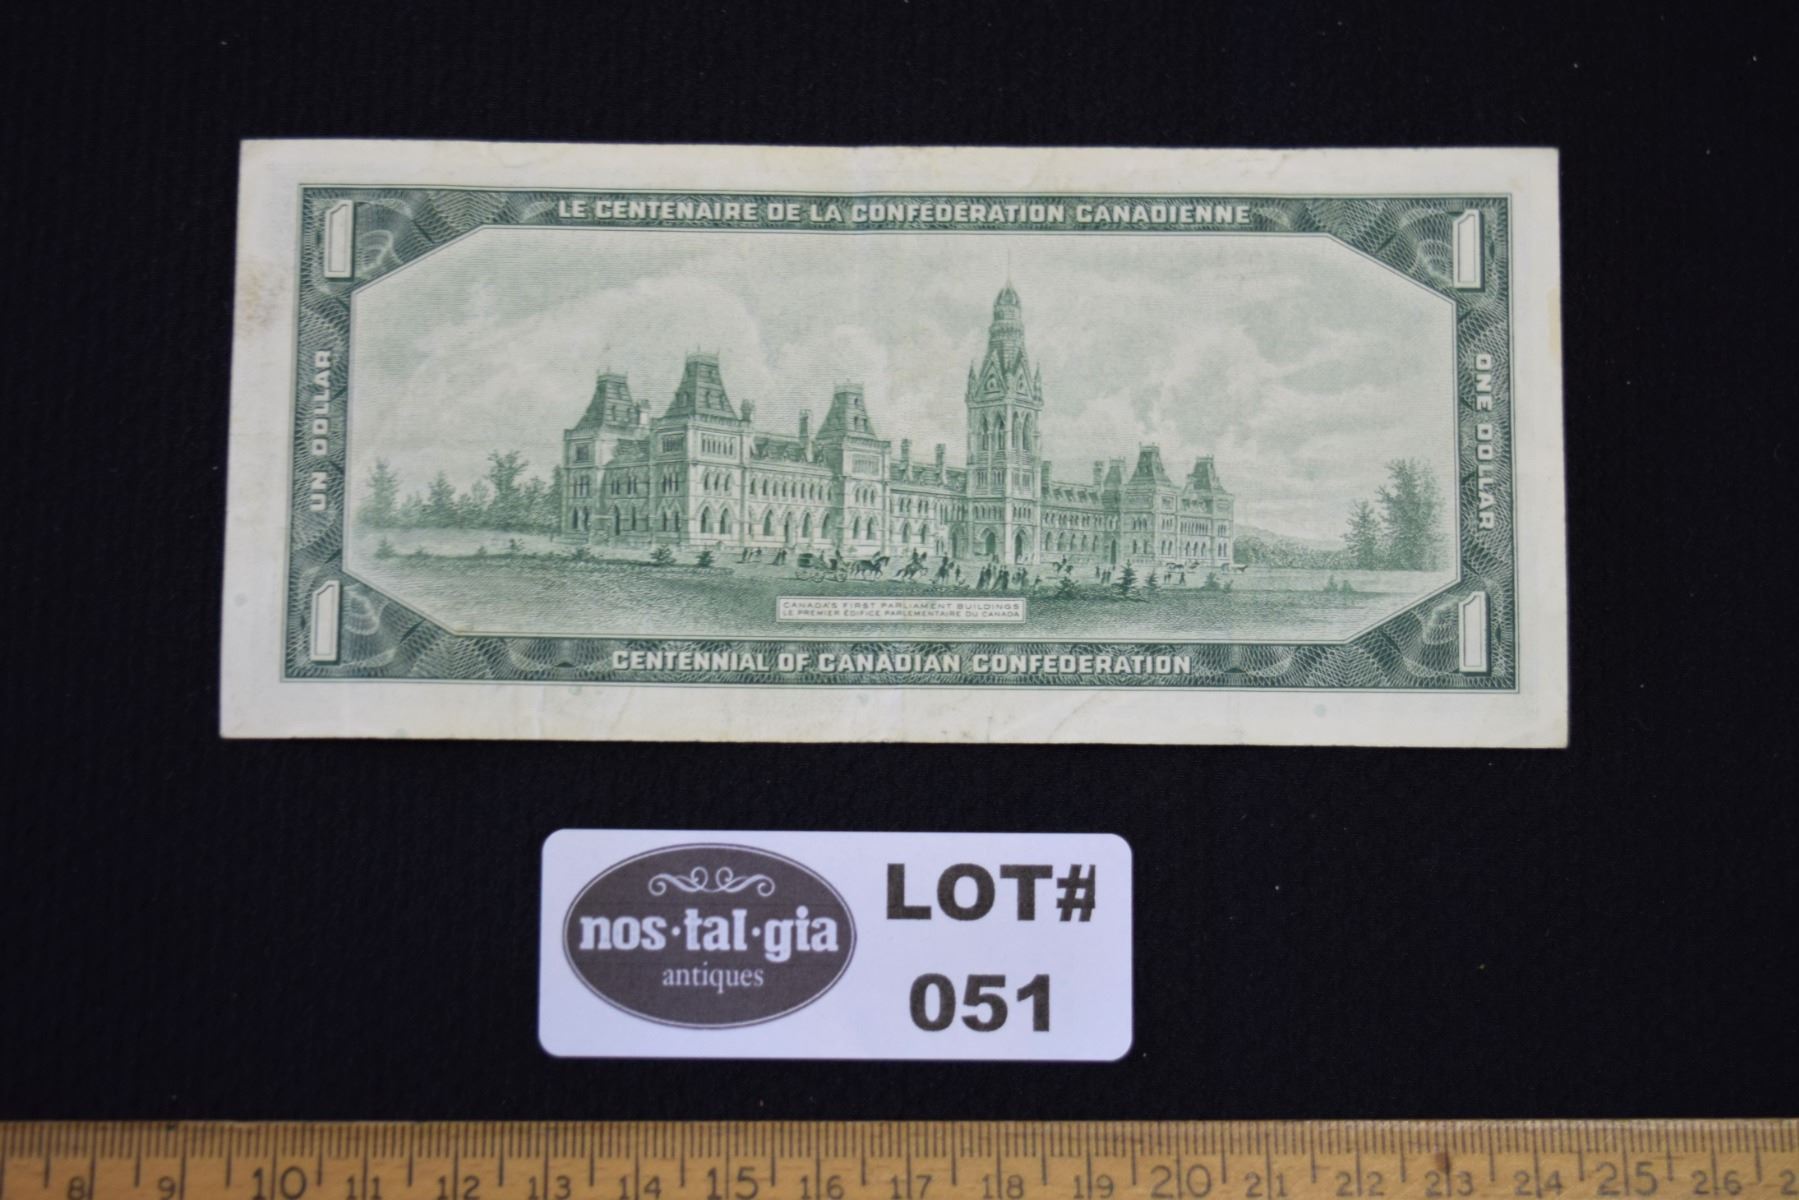 1 LE CENTENAIRE DE LA CONFÉDÉRATION CANADIENNE 1
UN DOLLAR
ONE DOLLAR
CANADA'S FIRST PARLIAMENT BUILDINGS
LE PREMIER ÉDIFICE PARLEMENTAIRE DU CANADA
1 CENTENNIAL OF CANADIAN CONFEDERATION 1
nos·tal·gia
antiques
LOT#
051
8 9 10 11 12 13 14 15 16 17 18 19 20 21 22 23 24 25 26 2